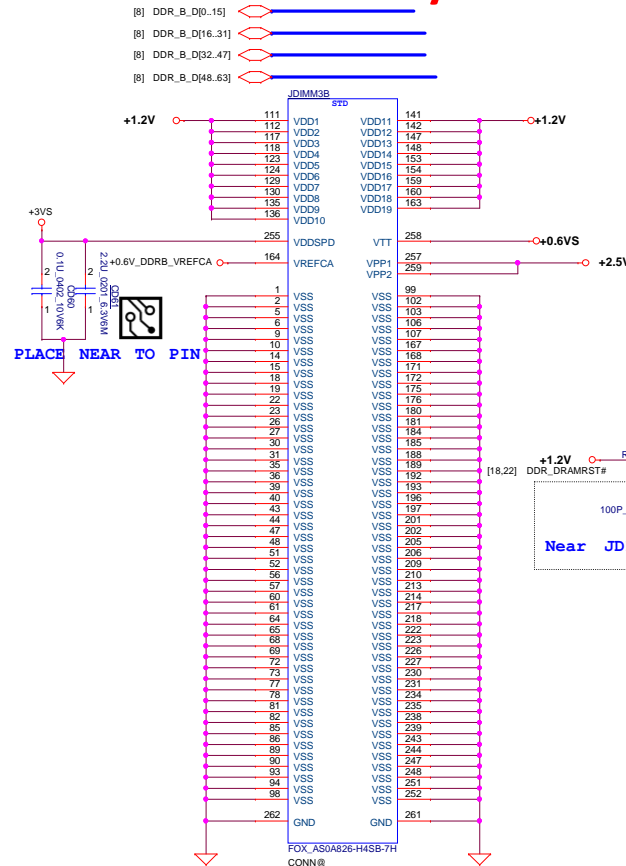 [8] DDR_B_D[0..15]
[8] DDR_B_D[16..31]
[8] DDR_B_D[32..47]
[8] DDR_B_D[48..63]
JDIMM3B
STD
+1.2V 111 VDD1 VDD11 141 +1.2V
112 VDD2 VDD12 142
117 VDD3 VDD13 147
118 VDD4 VDD14 148
123 VDD5 VDD15 153
124 VDD6 VDD16 154
129 VDD7 VDD17 159
130 VDD8 VDD18 160
135 VDD9 VDD19 163
136 VDD10
+3VS
255 VDDSPD VTT 258 +0.6VS
+0.6V_DDRB_VREFCA 164 VREFCA VPP1 257 +2.5V
VPP2 259
2 1 0.1U_0402_10V6K CD60
2 1 2.2U_0201_6.3V6M CD61
PLACE NEAR TO PIN
1 VSS VSS 99
2 VSS VSS 102
5 VSS VSS 103
6 VSS VSS 106
9 VSS VSS 107
10 VSS VSS 167
14 VSS VSS 168
15 VSS VSS 171
18 VSS VSS 172
19 VSS VSS 175
22 VSS VSS 176
23 VSS VSS 180
26 VSS VSS 181
27 VSS VSS 184
30 VSS VSS 185
31 VSS VSS 188
35 VSS VSS 189
36 VSS VSS 192
39 VSS VSS 193
40 VSS VSS 196
43 VSS VSS 197
44 VSS VSS 201
47 VSS VSS 202
48 VSS VSS 205
51 VSS VSS 206
52 VSS VSS 209
56 VSS VSS 210
57 VSS VSS 213
60 VSS VSS 214
61 VSS VSS 217
64 VSS VSS 218
65 VSS VSS 222
68 VSS VSS 223
69 VSS VSS 226
72 VSS VSS 227
73 VSS VSS 230
77 VSS VSS 231
78 VSS VSS 234
81 VSS VSS 235
82 VSS VSS 238
85 VSS VSS 239
86 VSS VSS 243
89 VSS VSS 244
90 VSS VSS 247
93 VSS VSS 248
94 VSS VSS 251
98 VSS VSS 252
262 GND GND 261
FOX_AS0A826-H4SB-7H
CONN@
+1.2V R
[18,22] DDR_DRAMRST#
100P_
Near JD